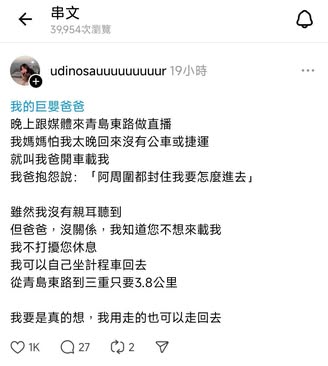 串文
39,954次瀏覽
udinosauuuuuuuuur 19小時
我的巨嬰爸爸
晚上跟媒體來青島東路做直播
我媽媽怕我太晚回來沒有公車或捷運
就叫我爸開車載我
我爸抱怨說：「阿周圍都封住我要怎麼進去」
雖然我沒有親耳聽到
但爸爸，沒關係，我知道您不想來載我
我不打擾您休息
我可以自己坐計程車回去
從青島東路到三重只要3.8公里
我要是真的想，我用走的也可以走回去
1K 27 2